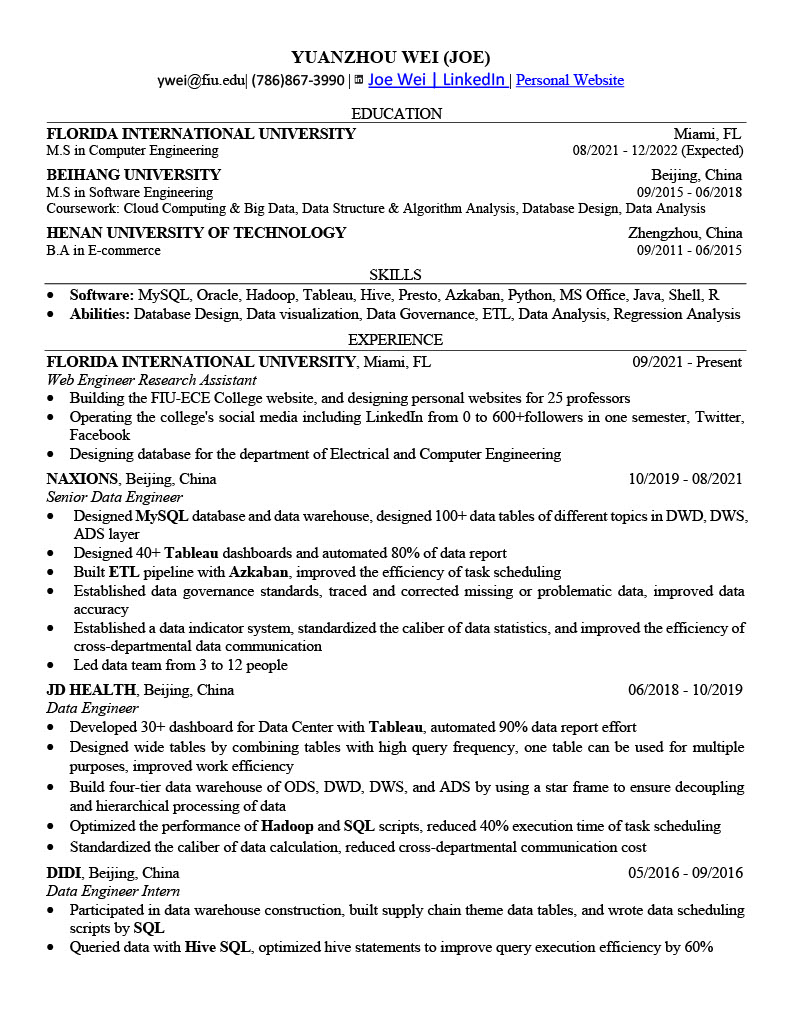 YUANZHOU WEI (JOE)
ywei@fiu.edu| (786)867-3990 | Joe Wei | LinkedIn | Personal Website
EDUCATION
FLORIDA INTERNATIONAL UNIVERSITY Miami, FL
M.S in Computer Engineering 08/2021 - 12/2022 (Expected)
BEIHANG UNIVERSITY Beijing, China
M.S in Software Engineering 09/2015 - 06/2018
Coursework: Cloud Computing & Big Data, Data Structure & Algorithm Analysis, Database Design, Data Analysis
HENAN UNIVERSITY OF TECHNOLOGY Zhengzhou, China
B.A in E-commerce 09/2011 - 06/2015
SKILLS
• Software: MySQL, Oracle, Hadoop, Tableau, Hive, Presto, Azkaban, Python, MS Office, Java, Shell, R
• Abilities: Database Design, Data visualization, Data Governance, ETL, Data Analysis, Regression Analysis
EXPERIENCE
FLORIDA INTERNATIONAL UNIVERSITY, Miami, FL 09/2021 - Present
Web Engineer Research Assistant
• Building the FIU-ECE College website, and designing personal websites for 25 professors
• Operating the college's social media including LinkedIn from 0 to 600+followers in one semester, Twitter,
Facebook
• Designing database for the department of Electrical and Computer Engineering
NAXIONS, Beijing, China 10/2019 - 08/2021
Senior Data Engineer
• Designed MySQL database and data warehouse, designed 100+ data tables of different topics in DWD, DWS,
ADS layer
• Designed 40+ Tableau dashboards and automated 80% of data report
• Built ETL pipeline with Azkaban, improved the efficiency of task scheduling
• Established data governance standards, traced and corrected missing or problematic data, improved data
accuracy
• Established a data indicator system, standardized the caliber of data statistics, and improved the efficiency of
cross-departmental data communication
• Led data team from 3 to 12 people
JD HEALTH, Beijing, China 06/2018 - 10/2019
Data Engineer
• Developed 30+ dashboard for Data Center with Tableau, automated 90% data report effort
• Designed wide tables by combining tables with high query frequency, one table can be used for multiple
purposes, improved work efficiency
• Build four-tier data warehouse of ODS, DWD, DWS, and ADS by using a star frame to ensure decoupling
and hierarchical processing of data
• Optimized the performance of Hadoop and SQL scripts, reduced 40% execution time of task scheduling
• Standardized the caliber of data calculation, reduced cross-departmental communication cost
DIDI, Beijing, China 05/2016 - 09/2016
Data Engineer Intern
• Participated in data warehouse construction, built supply chain theme data tables, and wrote data scheduling
scripts by SQL
• Queried data with Hive SQL, optimized hive statements to improve query execution efficiency by 60%